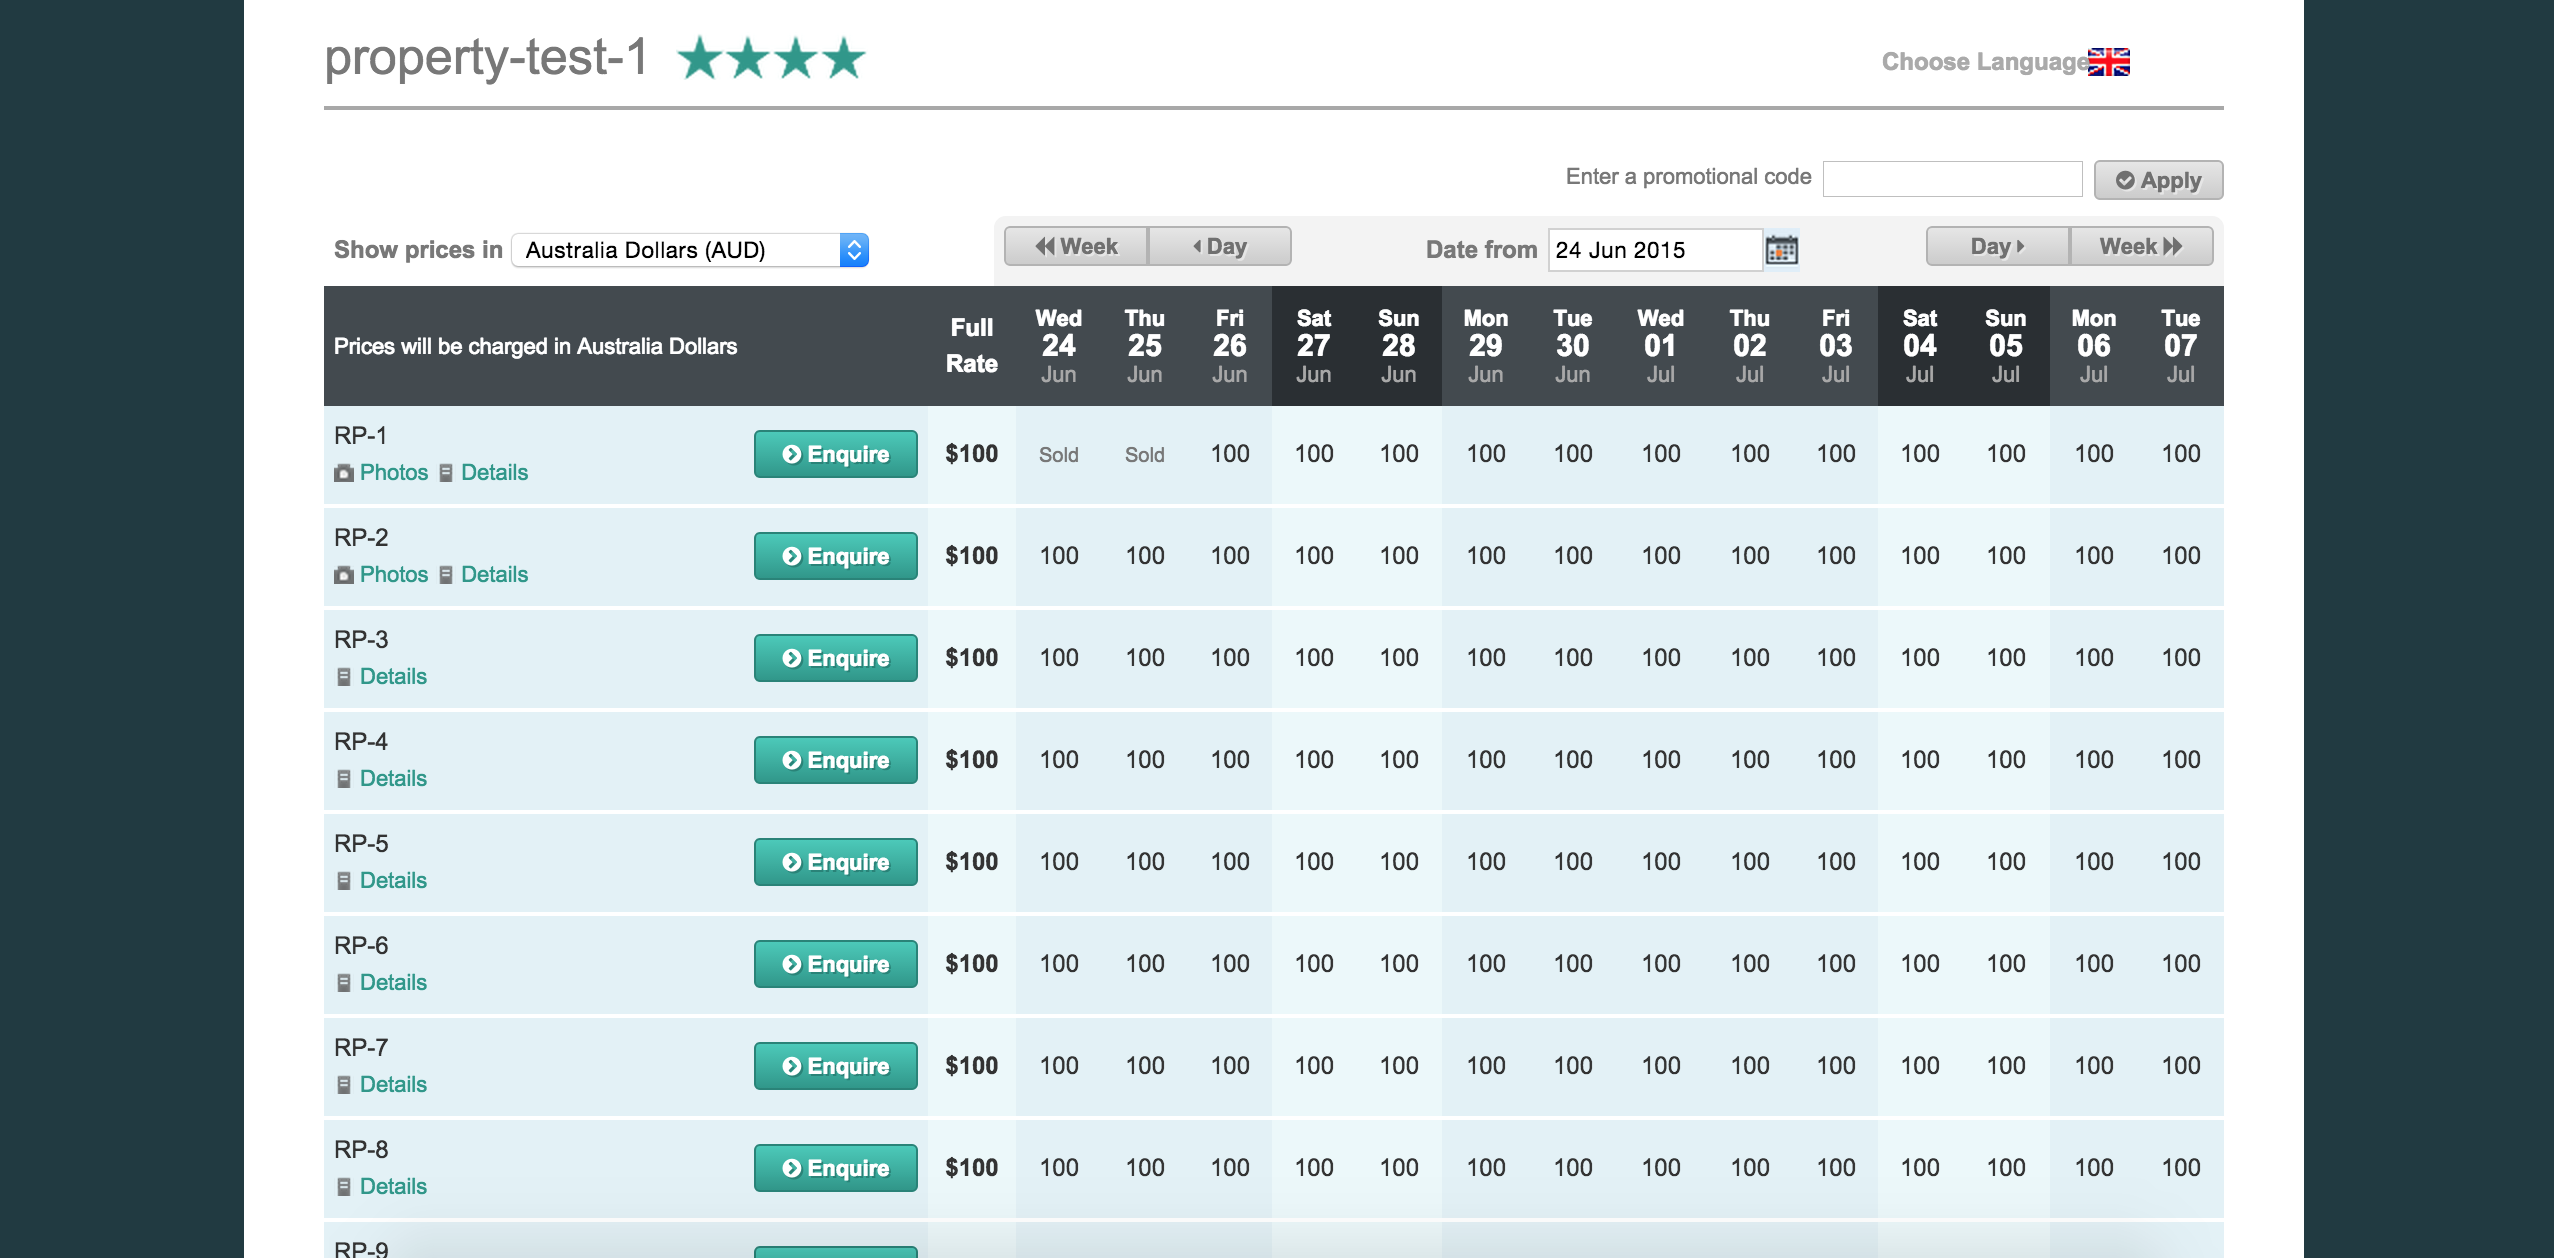 property-test-1
Choose Language
Enter a promotional code Apply
Show prices in Australia Dollars (AUD) Week Day Date from 24 Jun 2015 Day Week
Prices will be charged in Australia Dollars
Full Rate
Wed 24 Jun
Thu 25 Jun
Fri 26 Jun
Sat 27 Jun
Sun 28 Jun
Mon 29 Jun
Tue 30 Jun
Wed 01 Jul
Thu 02 Jul
Fri 03 Jul
Sat 04 Jul
Sun 05 Jul
Mon 06 Jul
Tue 07 Jul
RP-1
Photos Details
Enquire $100 Sold Sold 100 100 100 100 100 100 100 100 100 100 100 100
RP-2
Photos Details
Enquire $100 100 100 100 100 100 100 100 100 100 100 100 100 100 100
RP-3
Details
Enquire $100 100 100 100 100 100 100 100 100 100 100 100 100 100 100
RP-4
Details
Enquire $100 100 100 100 100 100 100 100 100 100 100 100 100 100 100
RP-5
Details
Enquire $100 100 100 100 100 100 100 100 100 100 100 100 100 100 100
RP-6
Details
Enquire $100 100 100 100 100 100 100 100 100 100 100 100 100 100 100
RP-7
Details
Enquire $100 100 100 100 100 100 100 100 100 100 100 100 100 100 100
RP-8
Details
Enquire $100 100 100 100 100 100 100 100 100 100 100 100 100 100 100
RP-9